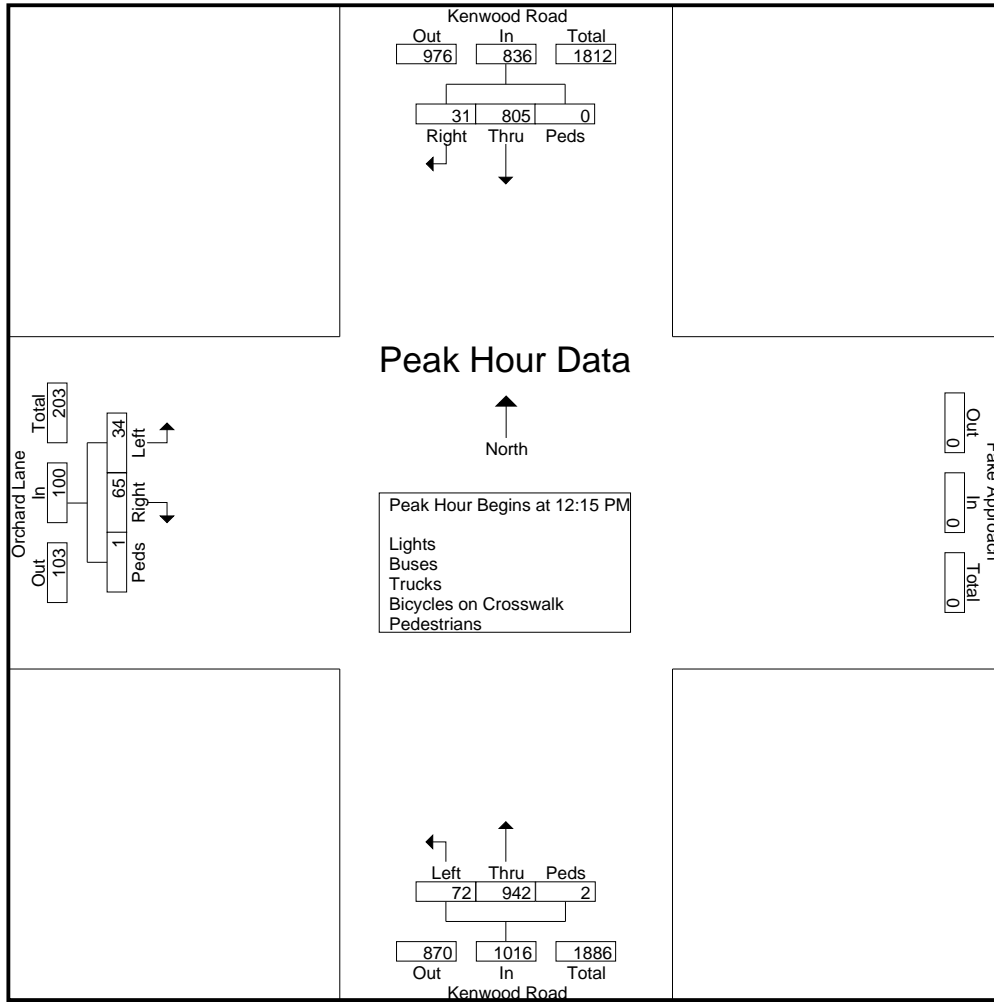 Kenwood Road
Out In Total
976 836 1812
31 805 0
Right Thru Peds
Peak Hour Data
North
Peak Hour Begins at 12:15 PM
Lights
Buses
Trucks
Bicycles on Crosswalk
Pedestrians
Orchard Lane
Out In Total
103 100 203
1 65 34
Peds Right Left
Fake Approach
Out In Total
0 0 0
Left Thru Peds
72 942 2
870 1016 1886
Out In Total
Kenwood Road